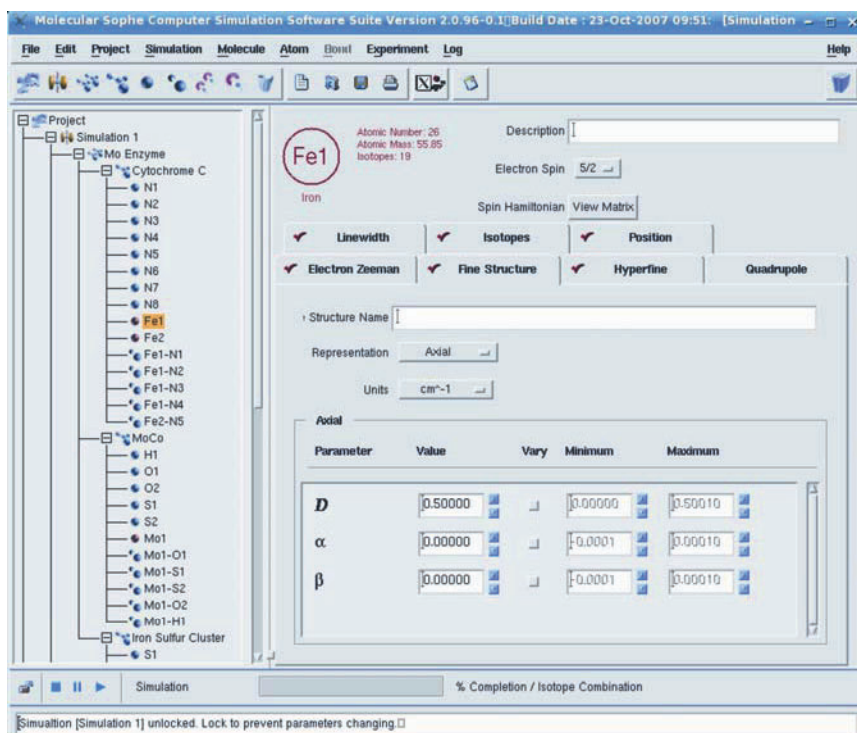 Molecular Sophe Computer Simulation Software Suite Version 2.0.96-0.1 Build Date : 23-Oct-2007 09:51: [Simulation
File Edit Project Simulation Molecule Atom Bond Experiment Log Help
Project
Simulation 1
Mo Enzyme
Cytochrome C
N1
N2
N3
N4
N5
N6
N7
N8
Fe1
Fe2
Fe1-N1
Fe1-N2
Fe1-N3
Fe1-N4
Fe2-N5
MoCo
H1
O1
O2
S1
S2
Mo1
Mo1-O1
Mo1-S1
Mo1-S2
Mo1-O2
Mo1-H1
Iron Sulfur Cluster
S1
Fe1
Iron
Atomic Number: 26
Atomic Mass: 55.85
Isotopes: 19
Description
Electron Spin 5/2
Spin Hamiltonian View Matrix
Linewidth Isotopes Position
Electron Zeeman Fine Structure Hyperfine Quadrupole
Structure Name
Representation Axial
Units cm^-1
Axial
Parameter Value Vary Minimum Maximum
D 0.50000 0.00000 0.50010
α 0.00000 -0.0001 0.00010
β 0.00000 -0.0001 0.00010
Simulation % Completion / Isotope Combination
Simualtion [Simulation 1] unlocked. Lock to prevent parameters changing.